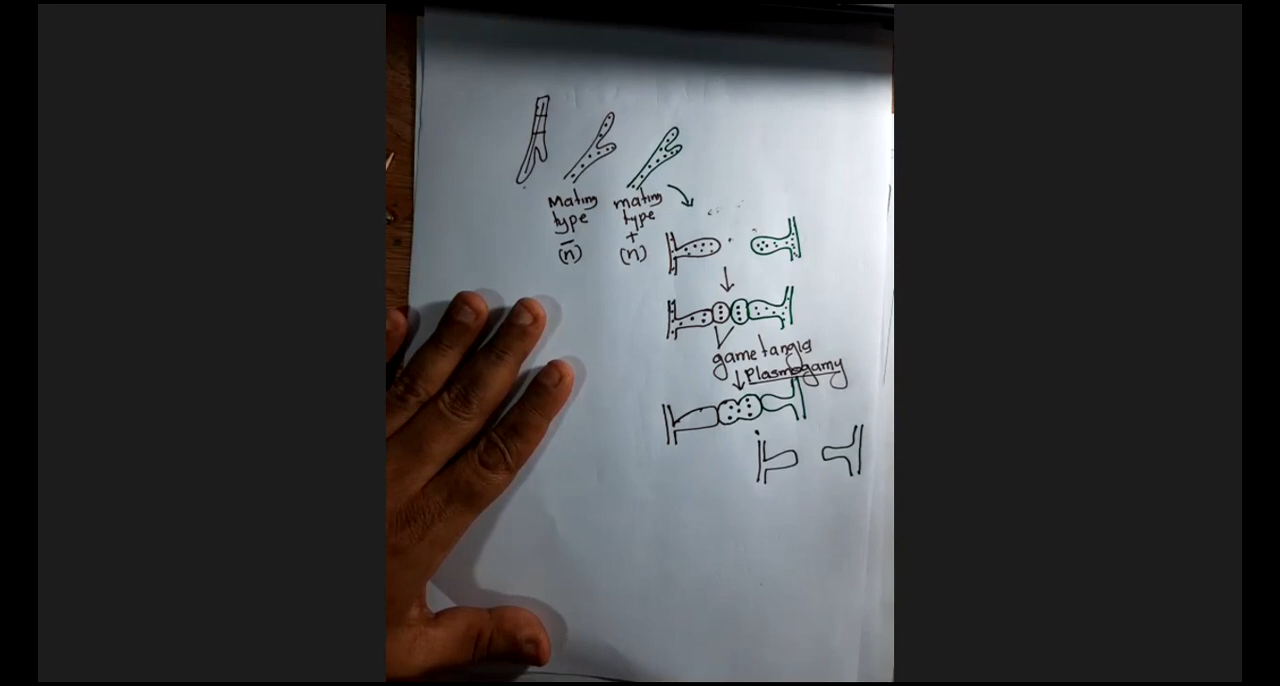 Mating
type
—
(n)
mating
type
+
(n)
gametangia
Plasmogamy